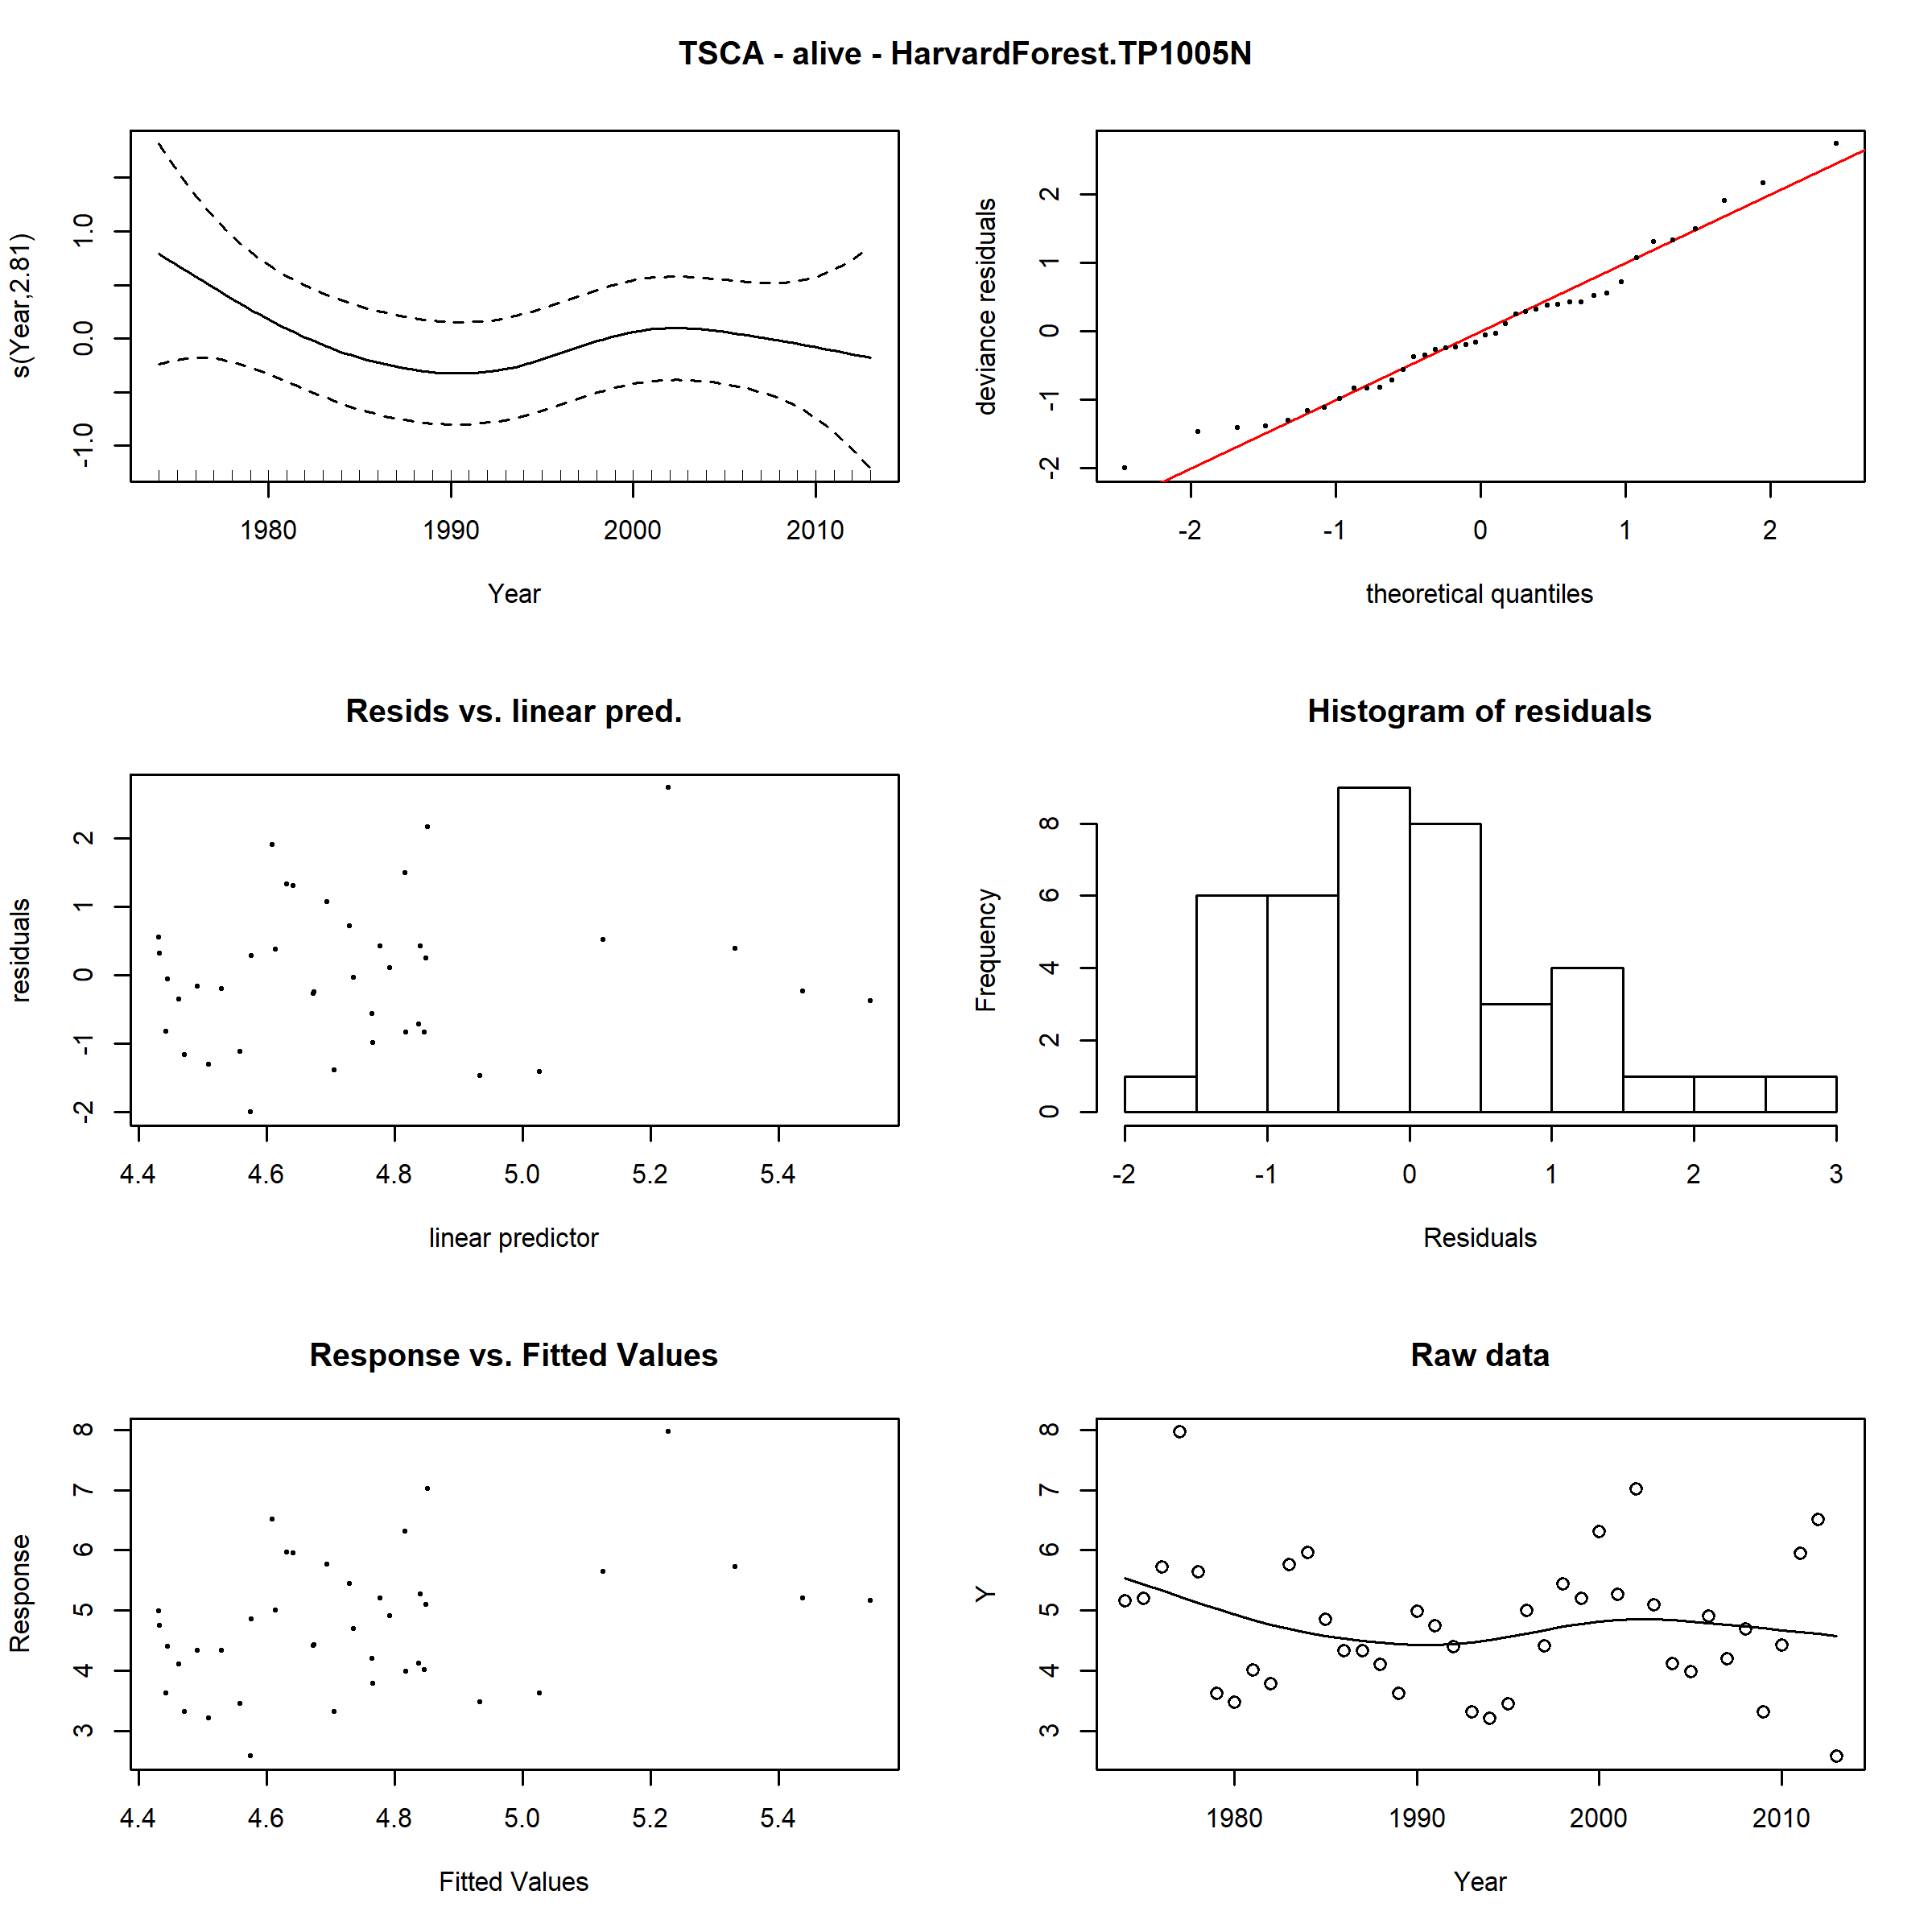 TSCA - alive - HarvardForest.TP1005N
s(Year,2.81)
-1.0 0.0 1.0
1980 1990 2000 2010
Year
deviance residuals
-2 -1 0 1 2
-2 -1 0 1 2
theoretical quantiles
Resids vs. linear pred.
residuals
-2 -1 0 1 2
4.4 4.6 4.8 5.0 5.2 5.4
linear predictor
Histogram of residuals
Frequency
0 2 4 6 8
-2 -1 0 1 2 3
Residuals
Response vs. Fitted Values
Response
3 4 5 6 7 8
4.4 4.6 4.8 5.0 5.2 5.4
Fitted Values
Raw data
Y
3 4 5 6 7 8
1980 1990 2000 2010
Year